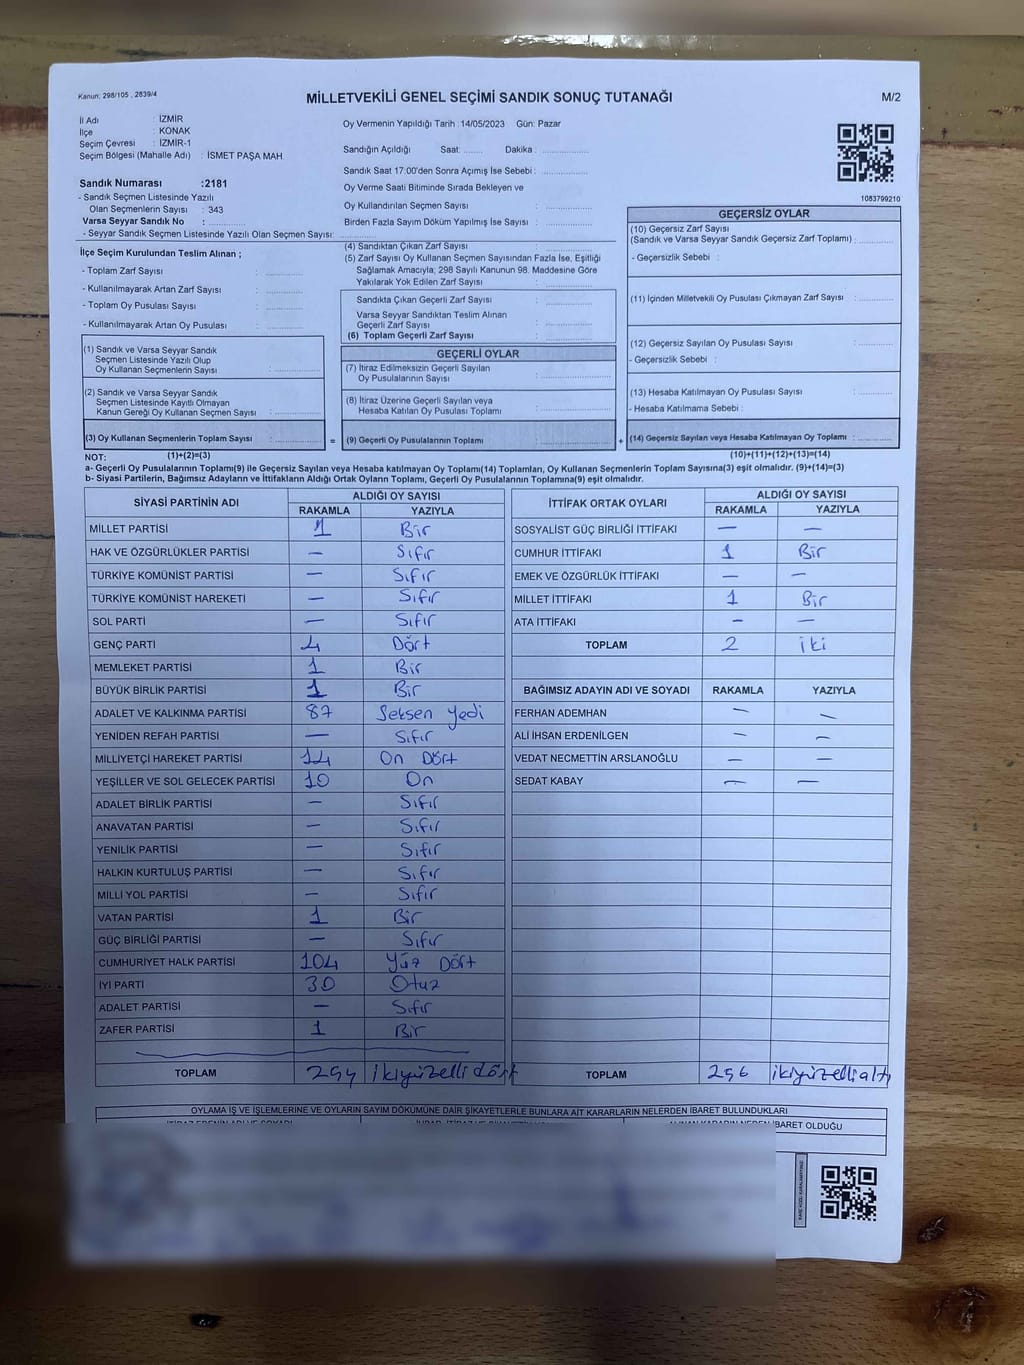 Kanun; 298/105 , 2839/4
MİLLETVEKİLİ GENEL SEÇİMİ SANDIK SONUÇ TUTANAĞI
M/2
İl Adı : İZMİR
İlçe : KONAK
Seçim Çevresi : İZMİR-1
Seçim Bölgesi (Mahalle Adı) : İSMET PAŞA MAH
Sandık Numarası :2181
- Sandık Seçmen Listesinde Yazılı
Olan Seçmenlerin Sayısı : 343
Varsa Seyyar Sandık No :
- Seyyar Sandık Seçmen Listesinde Yazılı Olan Seçmen Sayısı:
Oy Vermenin Yapıldığı Tarih :14/05/2023 Gün: Pazar
Sandığın Açıldığı Saat: Dakika :
Sandık Saat 17:00'den Sonra Açımış İse Sebebi :
Oy Verme Saati Bitiminde Sırada Bekleyen ve
Oy Kullandırılan Seçmen Sayısı :
Birden Fazla Sayım Döküm Yapılmış İse Sayısı :
1083799210
İlçe Seçim Kurulundan Teslim Alınan ;
- Toplam Zarf Sayısı :
- Kullanılmayarak Artan Zarf Sayısı :
- Toplam Oy Pusulası Sayısı :
- Kullanılmayarak Artan Oy Pusulası :
(1) Sandık ve Varsa Seyyar Sandık
Seçmen Listesinde Yazılı Olup
Oy Kullanan Seçmenlerin Sayısı :
(2) Sandık ve Varsa Seyyar Sandık
Seçmen Listesinde Kayıtlı Olmayan
Kanun Gereği Oy Kullanan Seçmen Sayısı :
(3) Oy Kullanan Seçmenlerin Toplam Sayısı :
(4) Sandıktan Çıkan Zarf Sayısı :
(5) Zarf Sayısı Oy Kullanan Seçmen Sayısından Fazla İse, Eşitliği
Sağlamak Amacıyla; 298 Sayılı Kanunun 98. Maddesine Göre
Yakılarak Yok Edilen Zarf Sayısı :
Sandıkta Çıkan Geçerli Zarf Sayısı :
Varsa Seyyar Sandıktan Teslim Alınan
Geçerli Zarf Sayısı :
(6) Toplam Geçerli Zarf Sayısı :
GEÇERLİ OYLAR
(7) İtiraz Edilmeksizin Geçerli Sayılan
Oy Pusulalarının Sayısı :
(8) İtiraz Üzerine Geçerli Sayılan veya
Hesaba Katılan Oy Pusulası Toplamı :
= (9) Geçerli Oy Pusulalarının Toplamı :
GEÇERSİZ OYLAR
(10) Geçersiz Zarf Sayısı
(Sandık ve Varsa Seyyar Sandık Geçersiz Zarf Toplamı) :
- Geçersizlik Sebebi :
(11) İçinden Milletvekili Oy Pusulası Çıkmayan Zarf Sayısı :
(12) Geçersiz Sayılan Oy Pusulası Sayısı :
- Geçersizlik Sebebi :
(13) Hesaba Katılmayan Oy Pusulası Sayısı :
- Hesaba Katılmama Sebebi :
+ (14) Geçersiz Sayılan veya Hesaba Katılmayan Oy Toplamı :
NOT: (1)+(2)=(3) (10)+(11)+(12)+(13)=(14)
a- Geçerli Oy Pusulalarının Toplamı(9) ile Geçersiz Sayılan veya Hesaba katılmayan Oy Toplamı(14) Toplamları, Oy Kullanan Seçmenlerin Toplam Sayısına(3) eşit olmalıdır. (9)+(14)=(3)
b- Siyasi Partilerin, Bağımsız Adayların ve İttifakların Aldığı Oyların Toplamı, Geçerli Oy Pusulalarının Toplamına(9) eşit olmalıdır.
SİYASİ PARTİNİN ADI ALDIĞI OY SAYISI
RAKAMLA YAZIYLA
MİLLET PARTİSİ 1 Bir
HAK VE ÖZGÜRLÜKLER PARTİSİ — Sıfır
TÜRKİYE KOMÜNİST PARTİSİ — Sıfır
TÜRKİYE KOMÜNİST HAREKETİ — Sıfır
SOL PARTİ — Sıfır
GENÇ PARTİ 4 Dört
MEMLEKET PARTİSİ 1 Bir
BÜYÜK BİRLİK PARTİSİ 1 Bir
ADALET VE KALKINMA PARTİSİ 87 Seksen Yedi
YENİDEN REFAH PARTİSİ — Sıfır
MİLLİYETÇİ HAREKET PARTİSİ 14 On Dört
YEŞİLLER VE SOL GELECEK PARTİSİ 10 On
ADALET BİRLİK PARTİSİ — Sıfır
ANAVATAN PARTİSİ — Sıfır
YENİLİK PARTİSİ — Sıfır
HALKIN KURTULUŞ PARTİSİ — Sıfır
MİLLİ YOL PARTİSİ — Sıfır
VATAN PARTİSİ 1 Bir
GÜÇ BİRLİĞİ PARTİSİ — Sıfır
CUMHURİYET HALK PARTİSİ 104 Yüz Dört
İYİ PARTİ 30 Otuz
ADALET PARTİSİ — Sıfır
ZAFER PARTİSİ 1 Bir
TOPLAM 254 ikiyüzelli dört
İTTİFAK ORTAK OYLARI ALDIĞI OY SAYISI
RAKAMLA YAZIYLA
SOSYALİST GÜÇ BİRLİĞİ İTTİFAKI — —
CUMHUR İTTİFAKI 1 Bir
EMEK VE ÖZGÜRLÜK İTTİFAKI — —
MİLLET İTTİFAKI 1 Bir
ATA İTTİFAKI — —
TOPLAM 2 iki
BAĞIMSIZ ADAYIN ADI VE SOYADI RAKAMLA YAZIYLA
FERHAN ADEMHAN — —
ALİ İHSAN ERDENİLGEN — —
VEDAT NECMETTİN ARSLANOĞLU — —
SEDAT KABAY — —
TOPLAM 256 ikiyüzellialtı
OYLAMA İŞ VE İŞLEMLERİNE VE OYLARIN SAYIM DÖKÜMÜNE DAİR ŞİKAYETLERLE BUNLARA AİT KARARLARIN NELERDEN İBARET BULUNDUKLARI
İBARET OLDUĞU